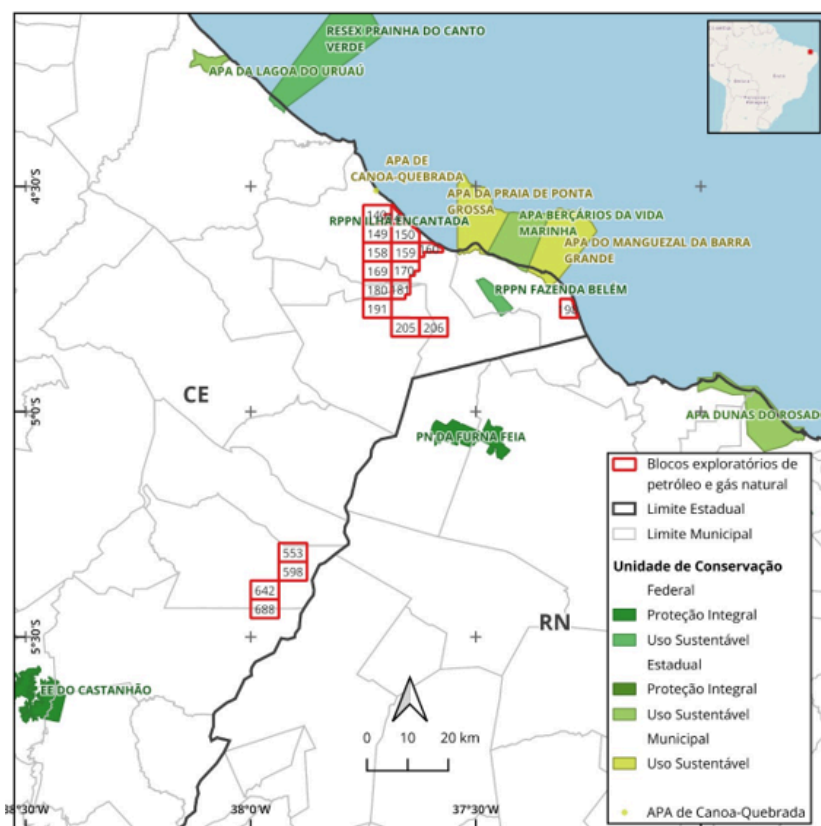 RESEX PRAINHA DO CANTO
VERDE
APA DA LAGOA DO URUAÚ
4°30'S
APA DE
CANOA-QUEBRADA
APA DA PRAIA DE PONTA
GROSSA
APA BERÇÁRIOS DA VIDA
MARINHA
RPPN ILHA ENCANTADA
149
150
APA DO MANGUEZAL DA BARRA
GRANDE
158
159
169
170
180
181
RPPN FAZENDA BELÉM
191
205
206
CE
5°0'S
APA DUNAS DO ROSADO
PN DA FURNA FEIA
553
598
642
688
RN
5°30'S
EE DO CASTANHÃO
0 10 20 km
38°30'W
38°0'W
37°30'W
Blocos exploratórios de
petróleo e gás natural
Limite Estadual
Limite Municipal
Unidade de Conservação
Federal
Proteção Integral
Uso Sustentável
Estadual
Proteção Integral
Uso Sustentável
Municipal
Uso Sustentável
APA de Canoa-Quebrada